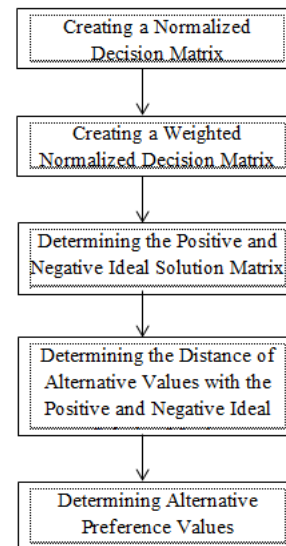 Creating a Normalized
Decision Matrix
Creating a Weighted
Normalized Decision Matrix
Determining the Positive and
Negative Ideal Solution Matrix
Determining the Distance of
Alternative Values with the
Positive and Negative Ideal
Determining Alternative
Preference Values